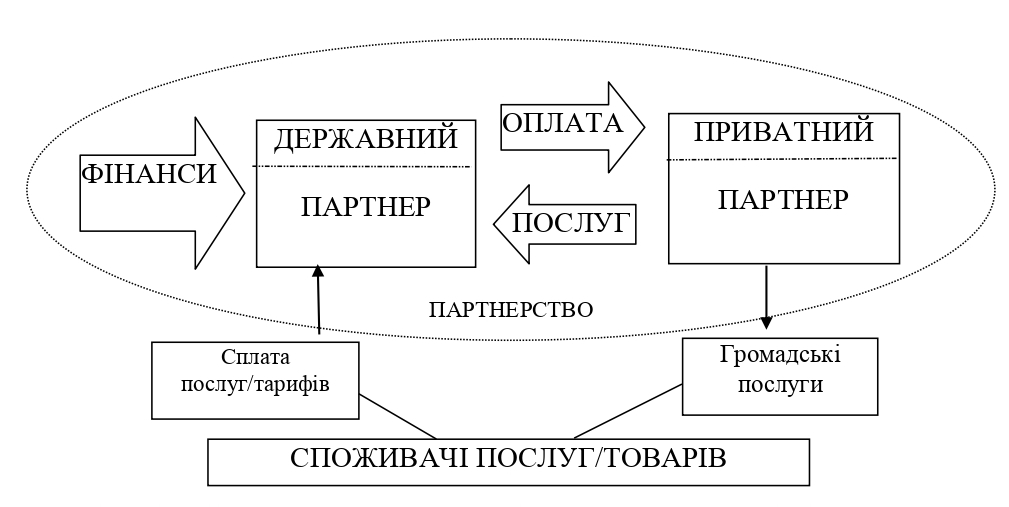 ФІНАНСИ
ДЕРЖАВНИЙ
ПАРТНЕР
ОПЛАТА
ПОСЛУГ
ПРИВАТНИЙ
ПАРТНЕР
ПАРТНЕРСТВО
Сплата
послуг/тарифів
Громадські
послуги
СПОЖИВАЧІ ПОСЛУГ/ТОВАРІВ